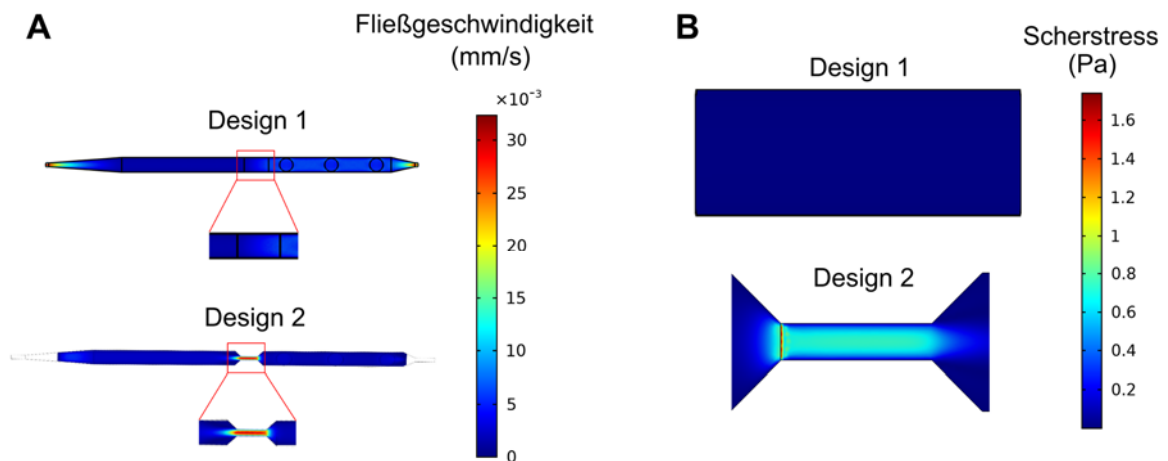 A
Fließgeschwindigkeit
(mm/s)
×10⁻³
Design 1
30
25
20
15
10
5
0
Design 2
B
Scherstress
(Pa)
Design 1
1.6
1.4
1.2
1
0.8
0.6
0.4
0.2
Design 2